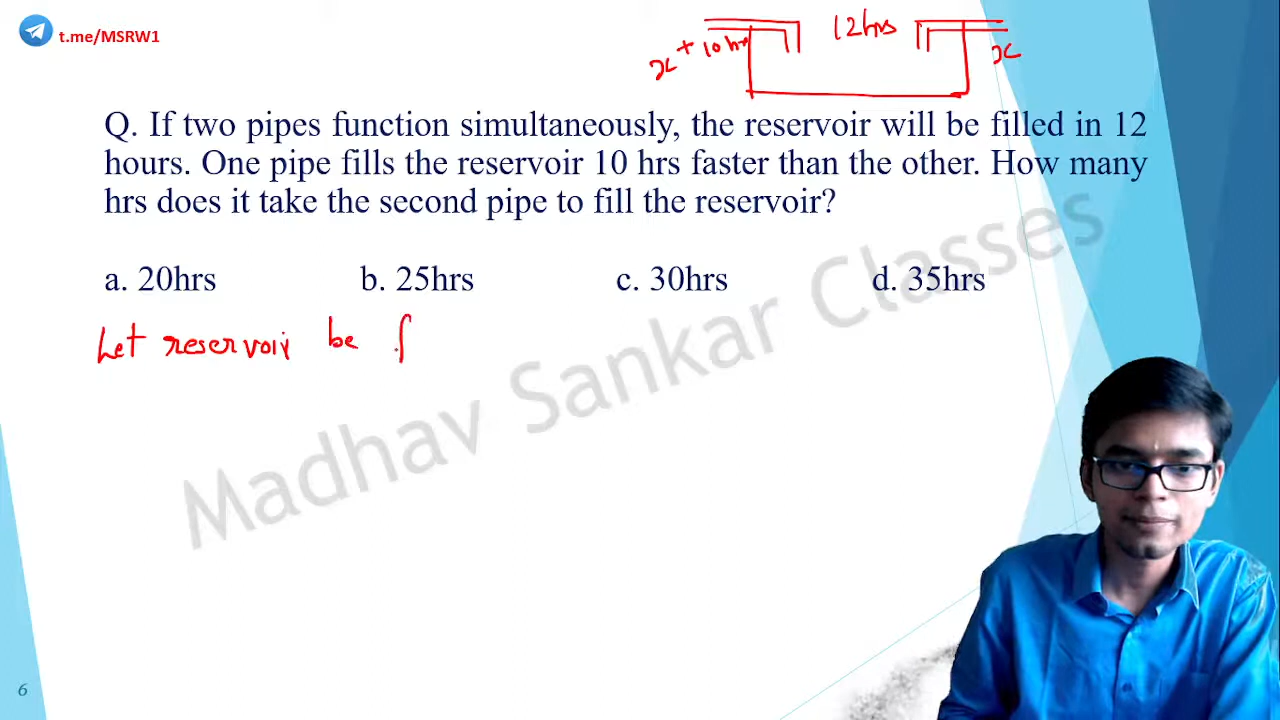 t.me/MSRW1
12hrs
x + 10 hrs
x
Q. If two pipes function simultaneously, the reservoir will be filled in 12
hours. One pipe fills the reservoir 10 hrs faster than the other. How many
hrs does it take the second pipe to fill the reservoir?
a. 20hrs b. 25hrs c. 30hrs d. 35hrs
Let reservoir be f
Madhav Sankar Classes
6